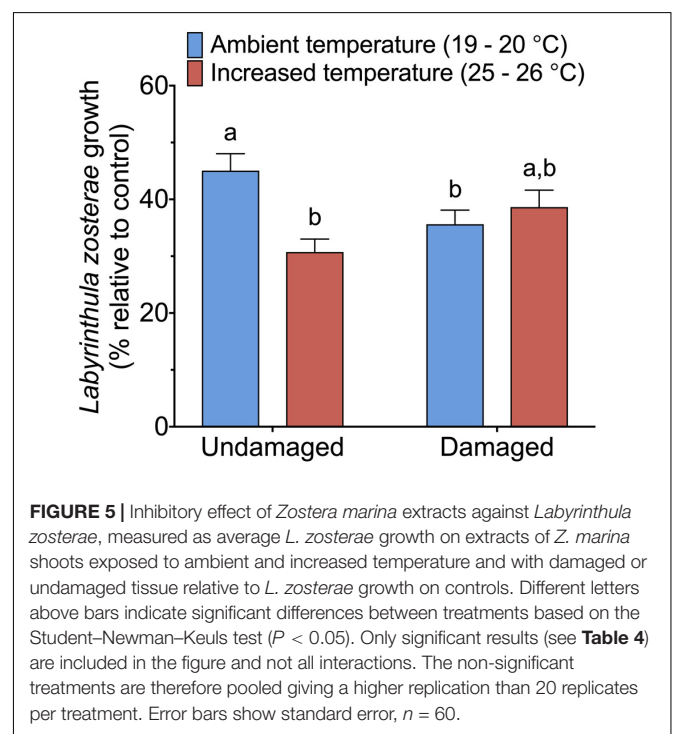 Ambient temperature (19 - 20 °C)
Increased temperature (25 - 26 °C)
Labyrinthula zosterae growth
(% relative to control)
60
40
20
0
a
b
b
a,b
Undamaged
Damaged
FIGURE 5 | Inhibitory effect of Zostera marina extracts against Labyrinthula
zosterae, measured as average L. zosterae growth on extracts of Z. marina
shoots exposed to ambient and increased temperature and with damaged or
undamaged tissue relative to L. zosterae growth on controls. Different letters
above bars indicate significant differences between treatments based on the
Student–Newman–Keuls test (P < 0.05). Only significant results (see Table 4)
are included in the figure and not all interactions. The non-significant
treatments are therefore pooled giving a higher replication than 20 replicates
per treatment. Error bars show standard error, n = 60.